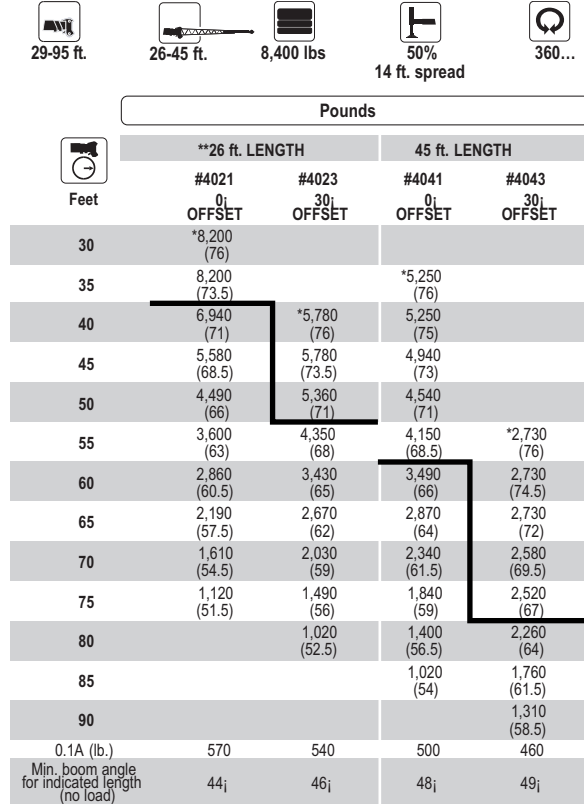 29-95 ft. 26-45 ft. 8,400 lbs 50% 360...
14 ft. spread
Pounds
**26 ft. LENGTH 45 ft. LENGTH
#4021 #4023 #4041 #4043
Feet 0¡ 30¡ 0¡ 30¡
OFFSET OFFSET OFFSET OFFSET
30 *8,200
(76)
35 8,200 *5,250
(73.5) (76)
40 6,940 *5,780 5,250
(71) (76) (75)
45 5,580 5,780 4,940
(68.5) (73.5) (73)
50 4,490 5,360 4,540
(66) (71) (71)
55 3,600 4,350 4,150 *2,730
(63) (68) (68.5) (76)
60 2,860 3,430 3,490 2,730
(60.5) (65) (66) (74.5)
65 2,190 2,670 2,870 2,730
(57.5) (62) (64) (72)
70 1,610 2,030 2,340 2,580
(54.5) (59) (61.5) (69.5)
75 1,120 1,490 1,840 2,520
(51.5) (56) (59) (67)
80 1,020 1,400 2,260
(52.5) (56.5) (64)
85 1,020 1,760
(54) (61.5)
90 1,310
(58.5)
0.1A (lb.) 570 540 500 460
Min. boom angle
for indicated length 44¡ 46¡ 48¡ 49¡
(no load)